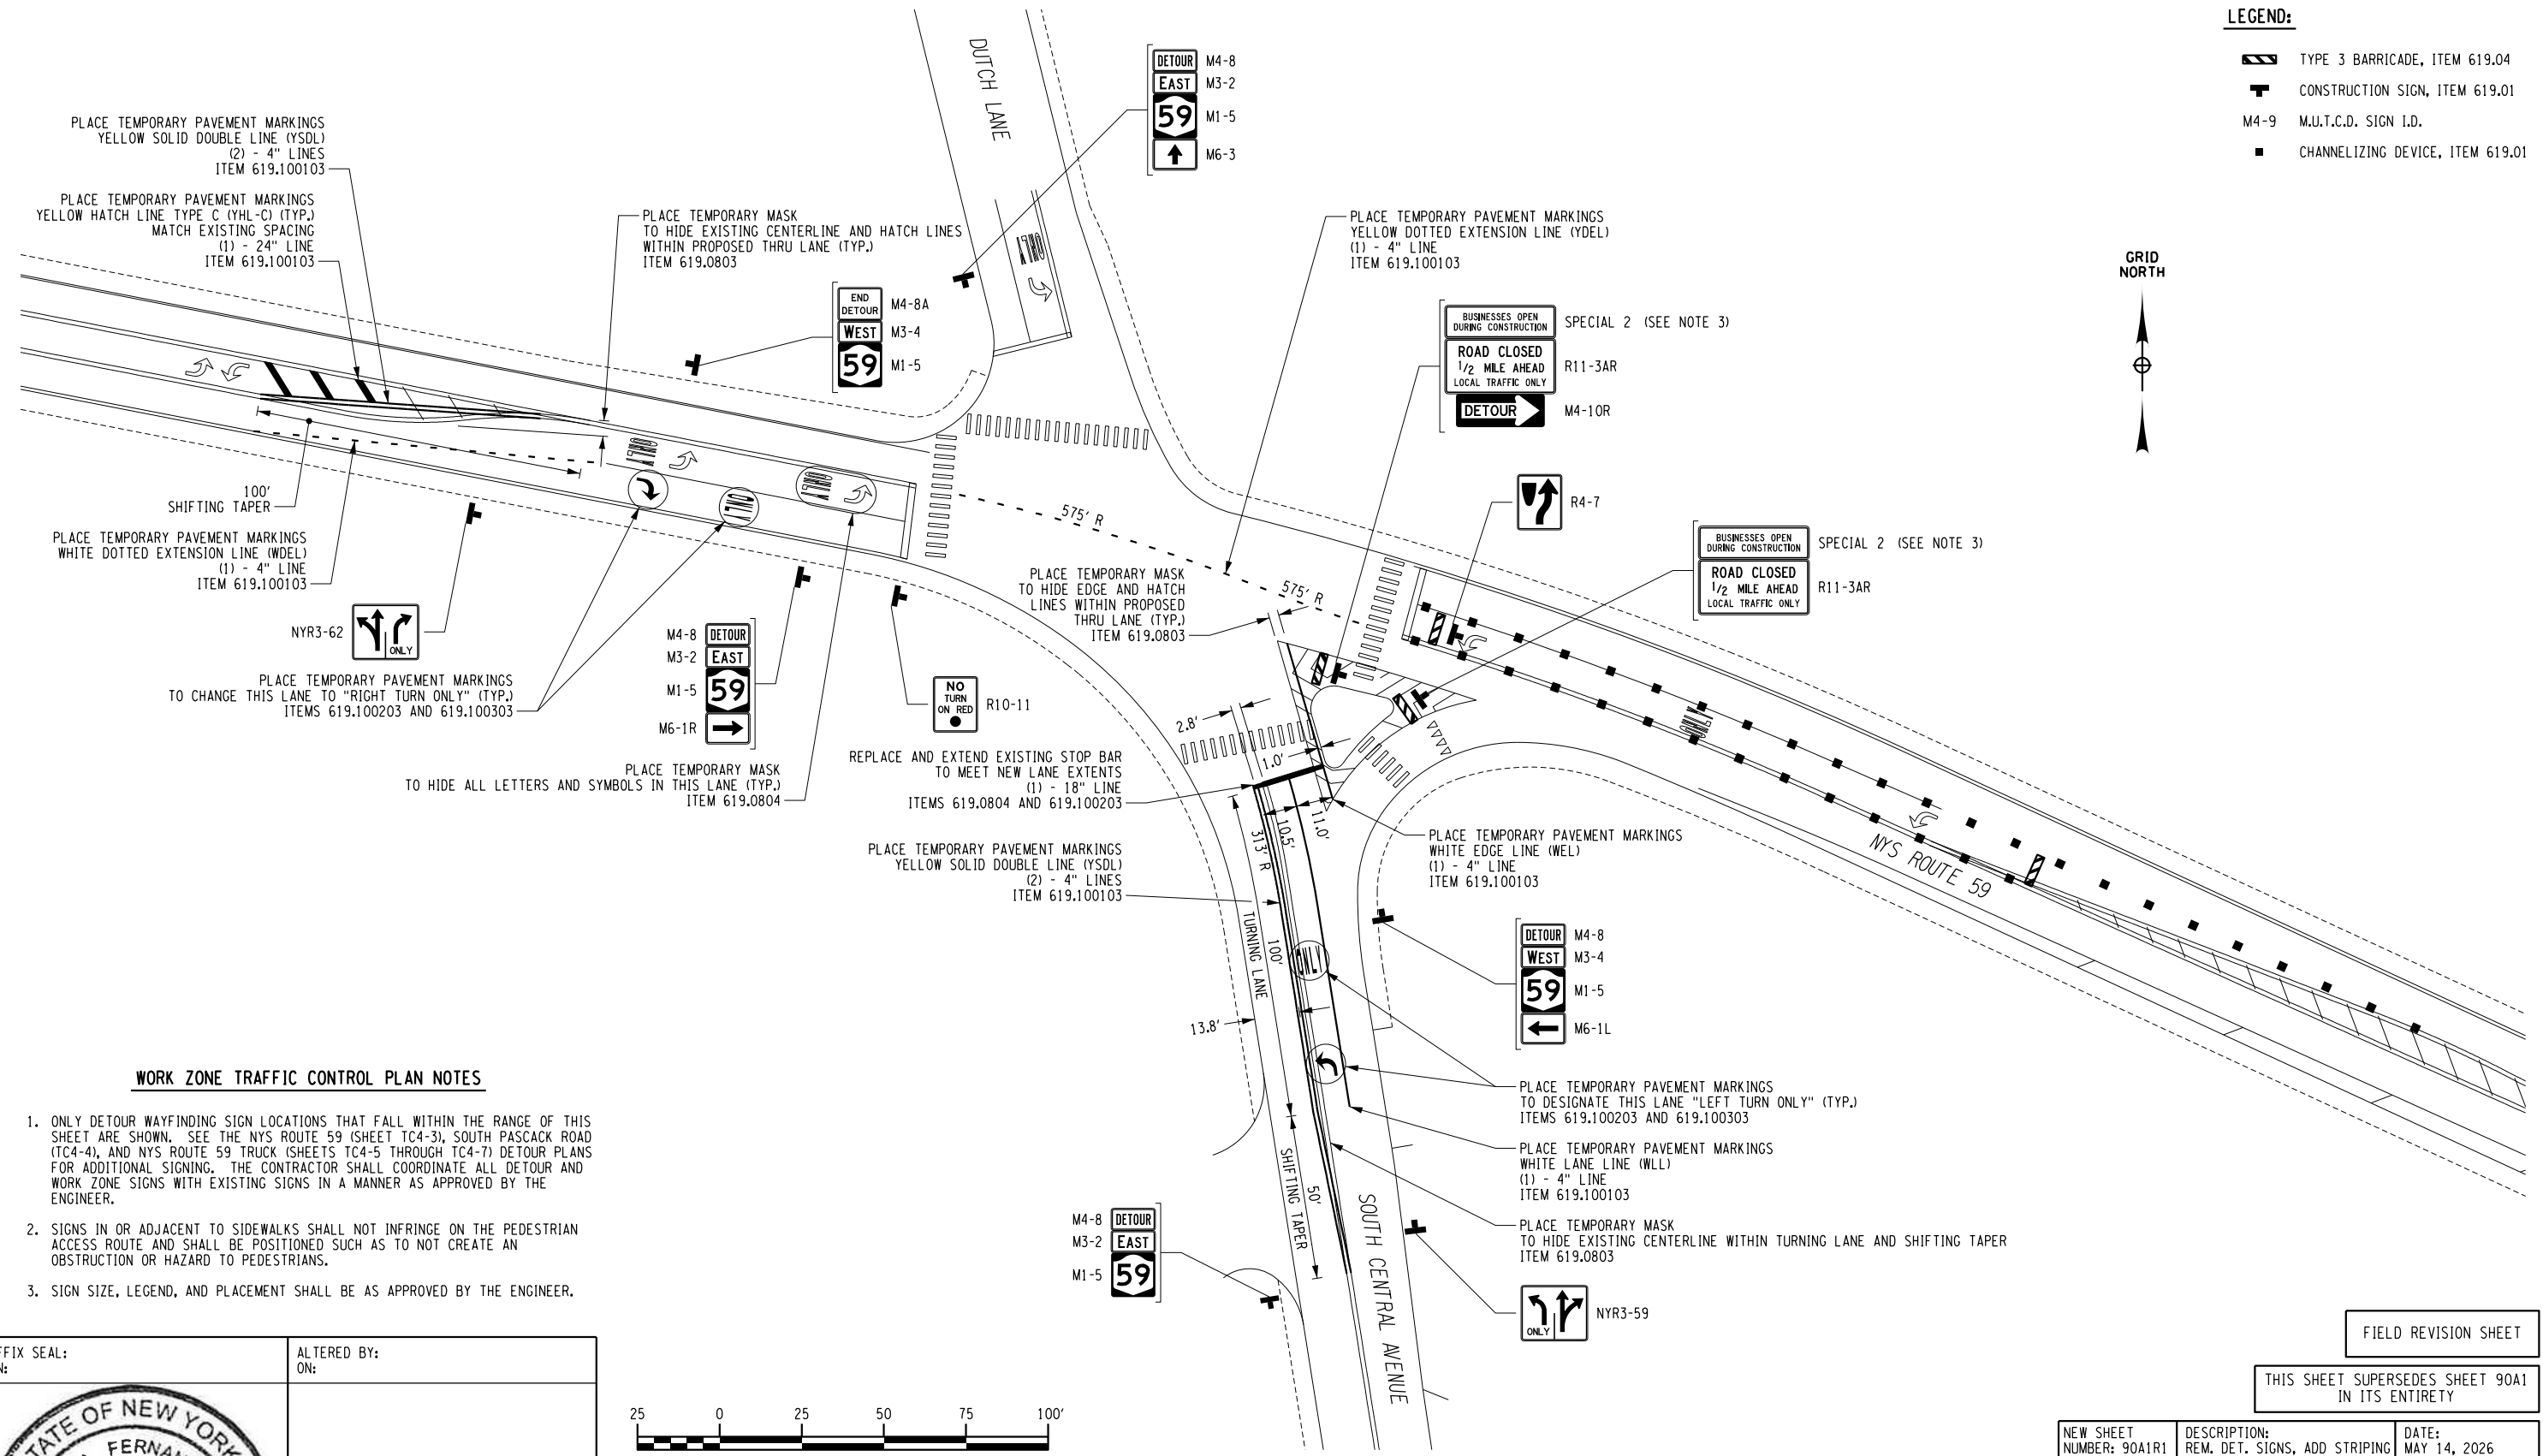 LEGEND:
TYPE 3 BARRICADE, ITEM 619.04
CONSTRUCTION SIGN, ITEM 619.01
M4-9 M.U.T.C.D. SIGN I.D.
CHANNELIZING DEVICE, ITEM 619.01
GRID
NORTH
DUTCH LANE
DETOUR M4-8
EAST M3-2
59 M1-5
M6-3
PLACE TEMPORARY PAVEMENT MARKINGS
YELLOW SOLID DOUBLE LINE (YSDL)
(2) - 4" LINES
ITEM 619.100103
PLACE TEMPORARY PAVEMENT MARKINGS
YELLOW HATCH LINE TYPE C (YHL-C) (TYP.)
MATCH EXISTING SPACING
(1) - 24" LINE
ITEM 619.100103
PLACE TEMPORARY MASK
TO HIDE EXISTING CENTERLINE AND HATCH LINES
WITHIN PROPOSED THRU LANE (TYP.)
ITEM 619.0803
END
DETOUR M4-8A
WEST M3-4
59 M1-5
ONLY
PLACE TEMPORARY PAVEMENT MARKINGS
YELLOW DOTTED EXTENSION LINE (YDEL)
(1) - 4" LINE
ITEM 619.100103
BUSINESSES OPEN
DURING CONSTRUCTION SPECIAL 2 (SEE NOTE 3)
ROAD CLOSED
1/2 MILE AHEAD R11-3AR
LOCAL TRAFFIC ONLY
DETOUR M4-10R
R4-7
BUSINESSES OPEN
DURING CONSTRUCTION SPECIAL 2 (SEE NOTE 3)
ROAD CLOSED
1/2 MILE AHEAD R11-3AR
LOCAL TRAFFIC ONLY
ONLY
ONLY
ONLY
100'
SHIFTING TAPER
PLACE TEMPORARY PAVEMENT MARKINGS
WHITE DOTTED EXTENSION LINE (WDEL)
(1) - 4" LINE
ITEM 619.100103
575' R
575' R
PLACE TEMPORARY MASK
TO HIDE EDGE AND HATCH
LINES WITHIN PROPOSED
THRU LANE (TYP.)
ITEM 619.0803
NYR3-62 ONLY
PLACE TEMPORARY PAVEMENT MARKINGS
TO CHANGE THIS LANE TO "RIGHT TURN ONLY" (TYP.)
ITEMS 619.100203 AND 619.100303
M4-8 DETOUR
M3-2 EAST
M1-5 59
M6-1R
NO
TURN
ON RED R10-11
PLACE TEMPORARY MASK
TO HIDE ALL LETTERS AND SYMBOLS IN THIS LANE (TYP.)
ITEM 619.0804
REPLACE AND EXTEND EXISTING STOP BAR
TO MEET NEW LANE EXTENTS
(1) - 18" LINE
ITEMS 619.0804 AND 619.100203
2.8'
1.0'
313' R
10.5'
11.0'
ONLY
NYS ROUTE 59
PLACE TEMPORARY PAVEMENT MARKINGS
YELLOW SOLID DOUBLE LINE (YSDL)
(2) - 4" LINES
ITEM 619.100103
PLACE TEMPORARY PAVEMENT MARKINGS
WHITE EDGE LINE (WEL)
(1) - 4" LINE
ITEM 619.100103
TURNING LANE
100'
13.8'
ONLY
DETOUR M4-8
WEST M3-4
59 M1-5
M6-1L
PLACE TEMPORARY PAVEMENT MARKINGS
TO DESIGNATE THIS LANE "LEFT TURN ONLY" (TYP.)
ITEMS 619.100203 AND 619.100303
PLACE TEMPORARY PAVEMENT MARKINGS
WHITE LANE LINE (WLL)
(1) - 4" LINE
ITEM 619.100103
PLACE TEMPORARY MASK
TO HIDE EXISTING CENTERLINE WITHIN TURNING LANE AND SHIFTING TAPER
ITEM 619.0803
SHIFTING TAPER
50'
SOUTH CENTRAL AVENUE
M4-8 DETOUR
M3-2 EAST
M1-5 59
ONLY NYR3-59
WORK ZONE TRAFFIC CONTROL PLAN NOTES
1. ONLY DETOUR WAYFINDING SIGN LOCATIONS THAT FALL WITHIN THE RANGE OF THIS
SHEET ARE SHOWN. SEE THE NYS ROUTE 59 (SHEET TC4-3), SOUTH PASCACK ROAD
(TC4-4), AND NYS ROUTE 59 TRUCK (SHEETS TC4-5 THROUGH TC4-7) DETOUR PLANS
FOR ADDITIONAL SIGNING. THE CONTRACTOR SHALL COORDINATE ALL DETOUR AND
WORK ZONE SIGNS WITH EXISTING SIGNS IN A MANNER AS APPROVED BY THE
ENGINEER.
2. SIGNS IN OR ADJACENT TO SIDEWALKS SHALL NOT INFRINGE ON THE PEDESTRIAN
ACCESS ROUTE AND SHALL BE POSITIONED SUCH AS TO NOT CREATE AN
OBSTRUCTION OR HAZARD TO PEDESTRIANS.
3. SIGN SIZE, LEGEND, AND PLACEMENT SHALL BE AS APPROVED BY THE ENGINEER.
FFIX SEAL:
N:
ALTERED BY:
ON:
TATE OF NEW YORK
FERNA
25 0 25 50 75 100'
FIELD REVISION SHEET
THIS SHEET SUPERSEDES SHEET 90A1
IN ITS ENTIRETY
NEW SHEET
NUMBER: 90A1R1
DESCRIPTION:
REM. DET. SIGNS, ADD STRIPING
DATE:
MAY 14, 2026